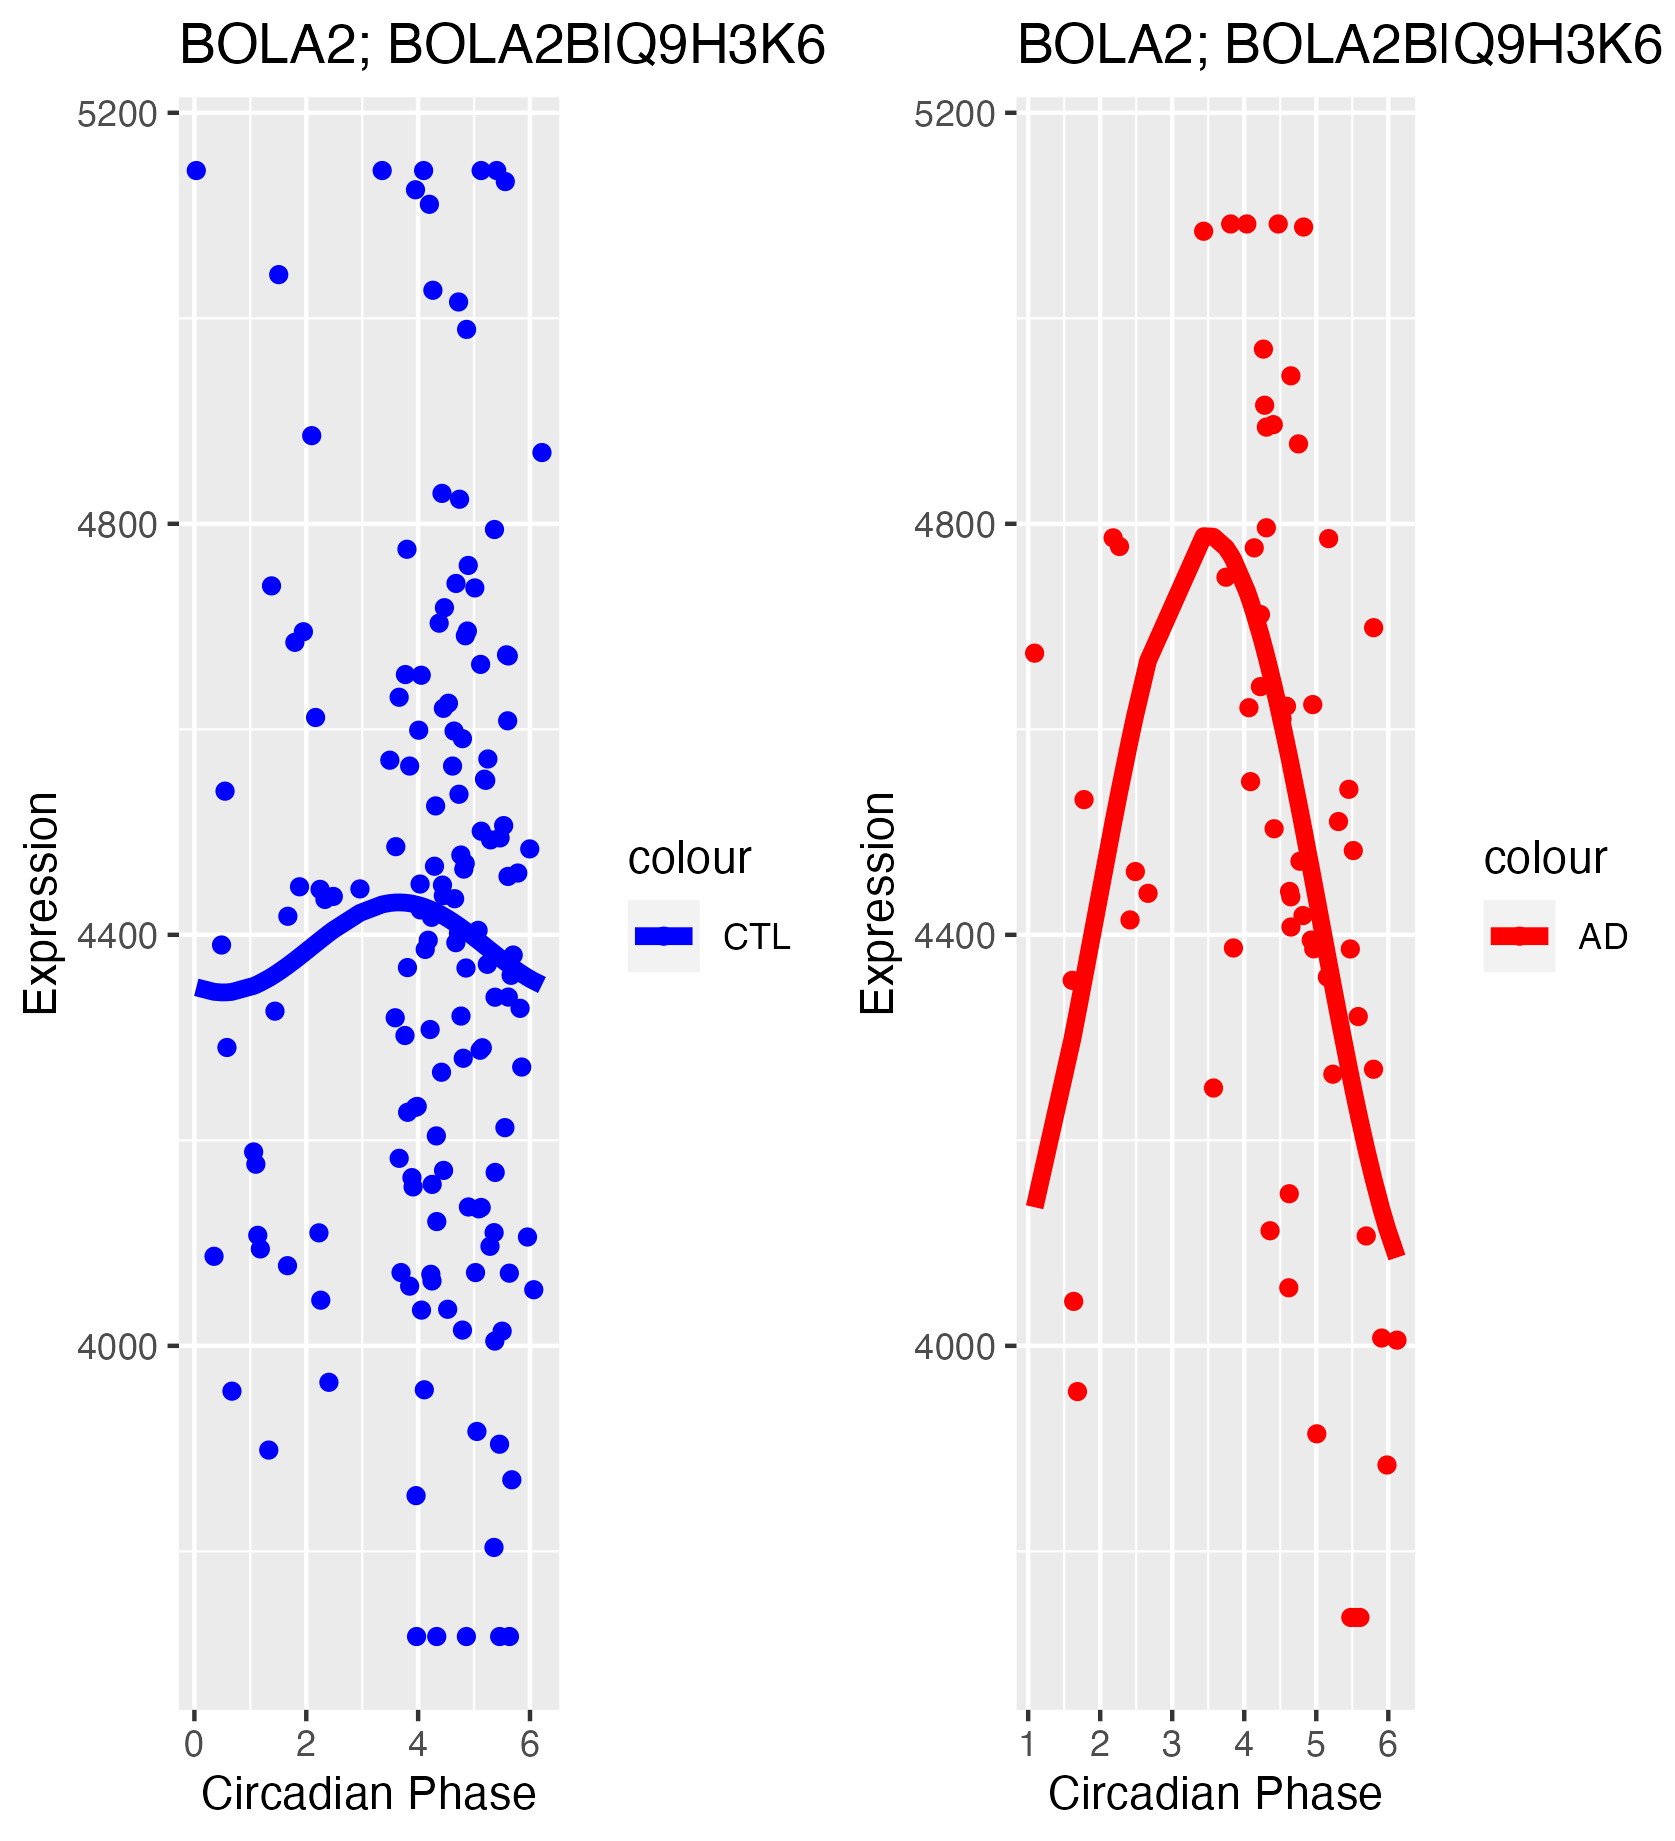 BOLA2; BOLA2BIQ9H3K6
5200
4800
4400
4000
Expression
0 2 4 6
Circadian Phase
colour
CTL
BOLA2; BOLA2BIQ9H3K6
5200
4800
4400
4000
Expression
1 2 3 4 5 6
Circadian Phase
colour
AD